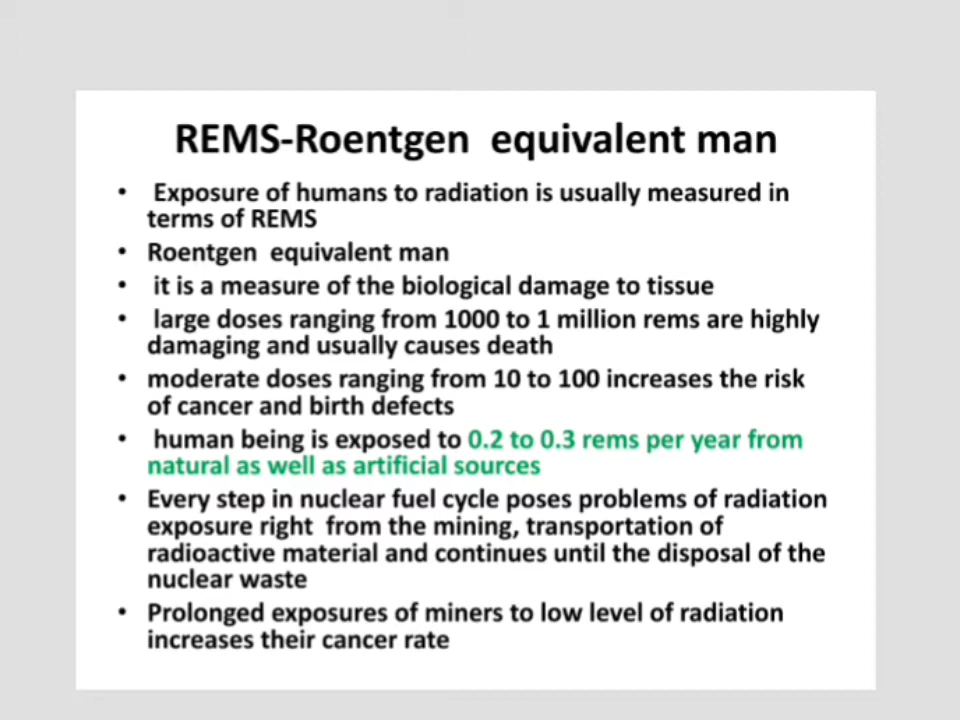 REMS-Roentgen equivalent man
• Exposure of humans to radiation is usually measured in
terms of REMS
• Roentgen equivalent man
• it is a measure of the biological damage to tissue
• large doses ranging from 1000 to 1 million rems are highly
damaging and usually causes death
• moderate doses ranging from 10 to 100 increases the risk
of cancer and birth defects
• human being is exposed to 0.2 to 0.3 rems per year from
natural as well as artificial sources
• Every step in nuclear fuel cycle poses problems of radiation
exposure right from the mining, transportation of
radioactive material and continues until the disposal of the
nuclear waste
• Prolonged exposures of miners to low level of radiation
increases their cancer rate